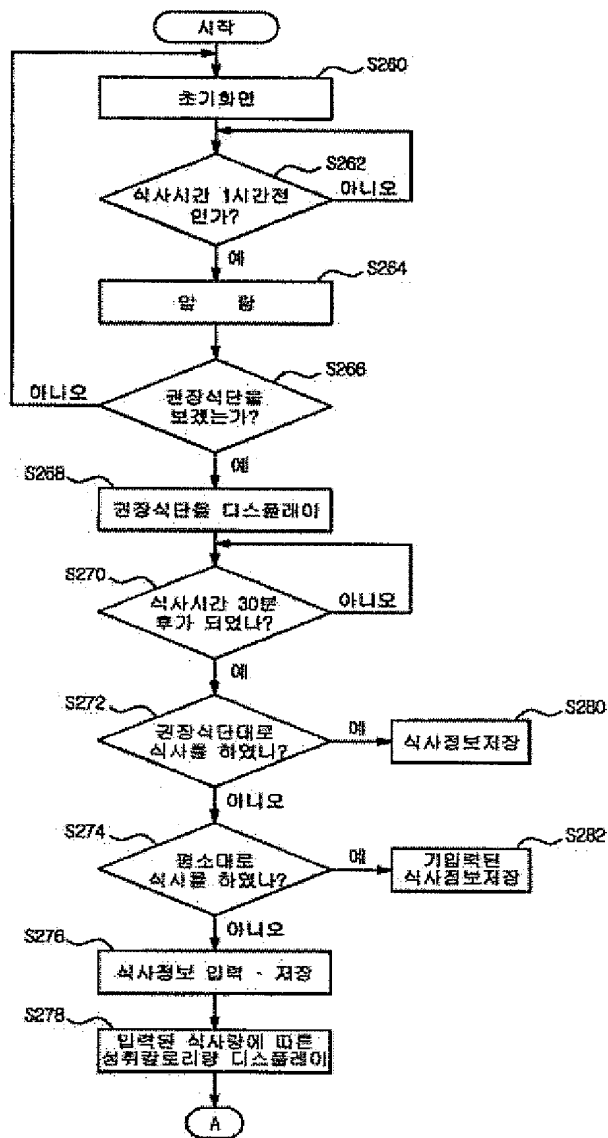 시작
S260
초기화면
S262
식사시간 1시간전
인가?
아니오
예
S264
알 람
S266
권장식단을
보겠는가?
아니오
예
S268
권장식단을 디스플레이
S270
식사시간 30분
후가 되었나?
아니오
예
S272
권장식단대로
식사를 하였니?
예
S280
식사정보저장
아니오
S274
평소대로
식사를 하였나?
예
S282
기입력된
식사정보저장
아니오
S276
식사정보 입력 - 저장
S278
입력된 식사량에 따른
섭취칼로리량 디스플레이
A